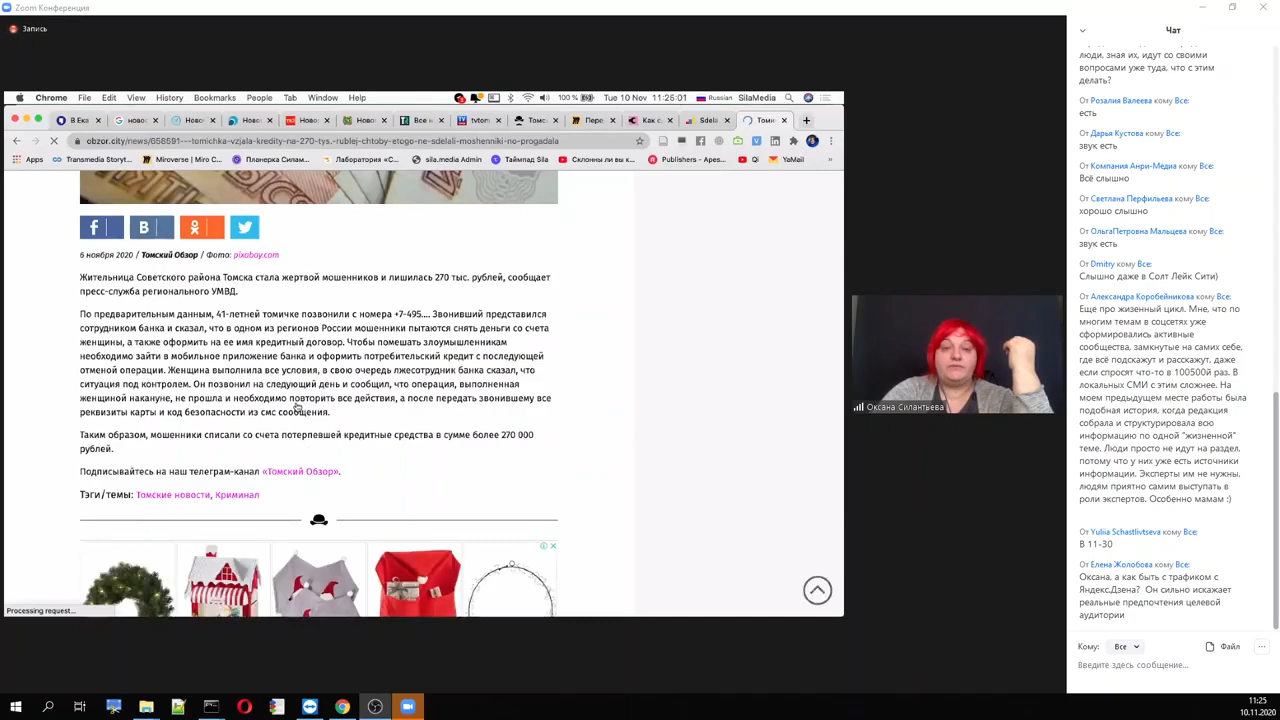 Zoom Конференция
Запись
Chrome File Edit View History Bookmarks People Tab Window Help
100 % Tue 10 Nov 11:25:01 Russian SilaMedia
В Ека
новос
Новос
Новос
Все н
tvtom
Томск
Пере
Как с
Sdela
Томи
obzor.city/news/658591---tomichka-vzjala-kredity-na-270-tys.-rublej-chtoby-etogo-ne-sdelali-moshenniki-no-progadala
Apps
Transmedia Storyt...
Miroverse | Miro C...
Планерка Силам...
Лаборатория «С...
sila.media Admin
Таймпад Sila
Склонны ли вы к...
Publishers - Apes...
Qi
YaMail
6 ноября 2020 / Томский Обзор / Фото: pixabay.com
Жительница Советского района Томска стала жертвой мошенников и лишилась 270 тыс. рублей, сообщает
пресс-служба регионального УМВД.
По предварительным данным, 41-летней томичке позвонили с номера +7-495.... Звонивший представился
сотрудником банка и сказал, что в одном из регионов России мошенники пытаются снять деньги со счета
женщины, а также оформить на ее имя кредитный договор. Чтобы помешать злоумышленникам
необходимо зайти в мобильное приложение банка и оформить потребительский кредит с последующей
отменой операции. Женщина выполнила все условия, в свою очередь лжесотрудник банка сказал, что
ситуация под контролем. Он позвонил на следующий день и сообщил, что операция, выполненная
женщиной накануне, не прошла и необходимо повторить все действия, а после передать звонившему все
реквизиты карты и код безопасности из смс сообщения.
Таким образом, мошенники списали со счета потерпевшей кредитные средства в сумме более 270 000
рублей.
Подписывайтесь на наш телеграм-канал «Томский Обзор».
Тэги/темы: Томские новости, Криминал
Processing request...
Оксана Силантьева
Чат
люди, зная их, идут со своими
вопросами уже туда, что с этим
делать?
От Розалия Валеева кому Все:
есть
От Дарья Кустова кому Все:
звук есть
От Компания Анри-Медиа кому Все:
Всё слышно
От Светлана Перфильева кому Все:
хорошо слышно
От ОльгаПетровна Мальцева кому Все:
звук есть
От Dmitry кому Все:
Слышно даже в Солт Лейк Сити)
От Александра Коробейникова кому Все:
Еще про жизенный цикл. Мне, что по
многим темам в соцсетях уже
сформировались активные
сообщества, замкнутые на самих себе,
где всё подскажут и расскажут, даже
если спросят что-то в 100500й раз. В
локальных СМИ с этим сложнее. На
моем предыдущем месте работы была
подобная история, когда редакция
собрала и структурировала всю
информацию по одной "жизненной"
теме. Люди просто не идут на раздел,
потому что у них уже есть источники
информации. Эксперты им не нужны,
людям приятно самим выступать в
роли экспертов. Особенно мамам :)
От Yuliia Schastlivtseva кому Все:
В 11-30
От Елена Жолобова кому Все:
Оксана, а как быть с трафиком с
Яндекс.Дзена? Он сильно искажает
реальные предпочтения целевой
аудитории
Кому: Все Файл
Введите здесь сообщение...
11:25
10.11.2020